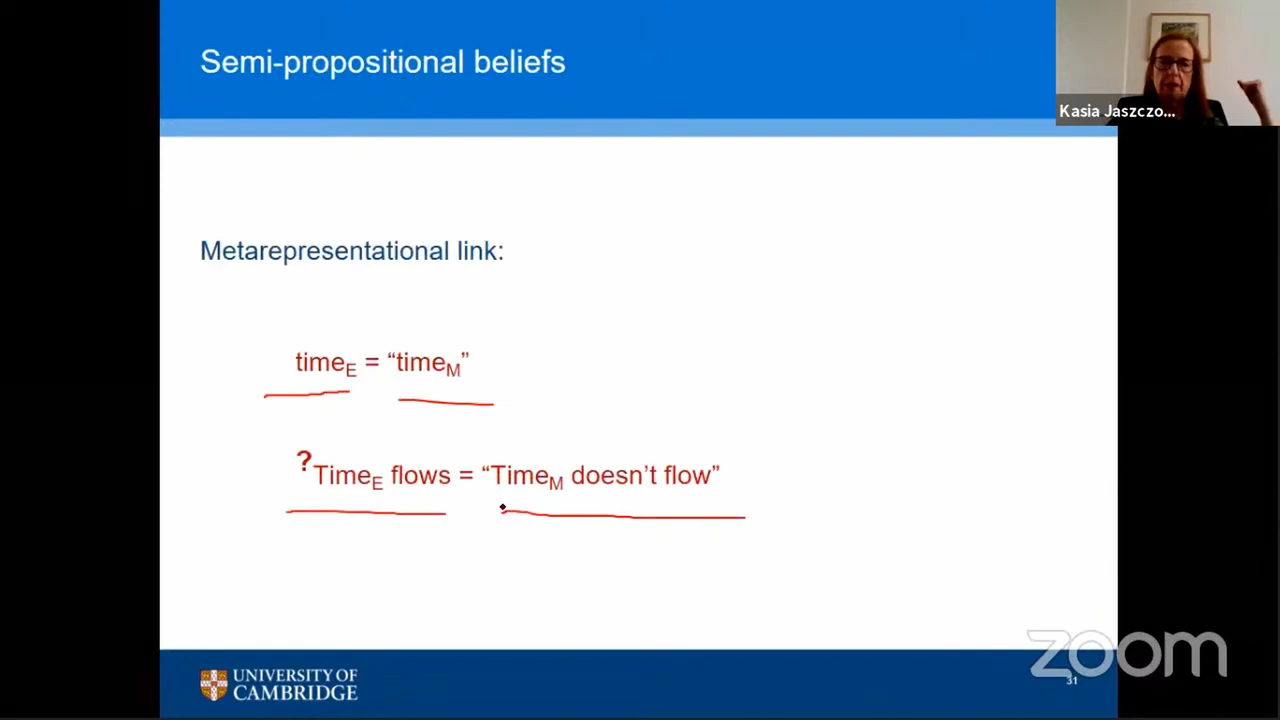 Semi-propositional beliefs
Kasia Jaszczo...
Metarepresentational link:
timeE = “timeM”
?TimeE flows = “TimeM doesn’t flow”
UNIVERSITY OF
CAMBRIDGE
zoom
31